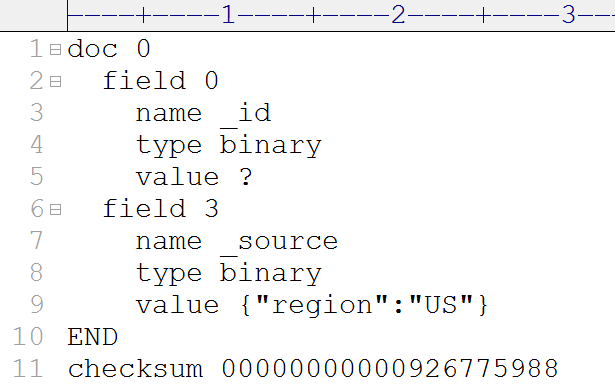 ----+----1----+----2----+----3--
1 doc 0
2   field 0
3     name _id
4     type binary
5     value ?
6   field 3
7     name _source
8     type binary
9     value {"region":"US"}
10 END
11 checksum 00000000000926775988